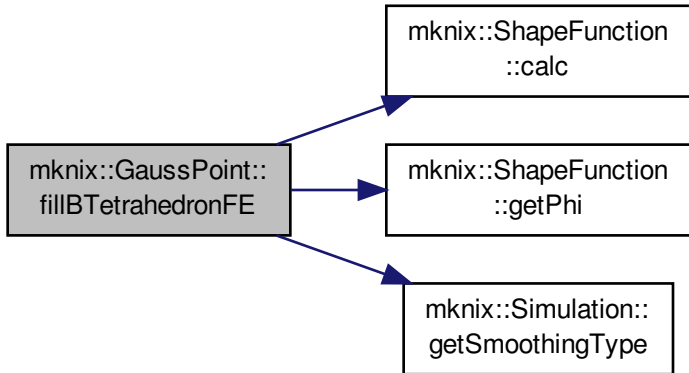 mknix::ShapeFunction
::calc
mknix::GaussPoint::
fillBTetrahedronFE
mknix::ShapeFunction
::getPhi
mknix::Simulation::
getSmoothingType